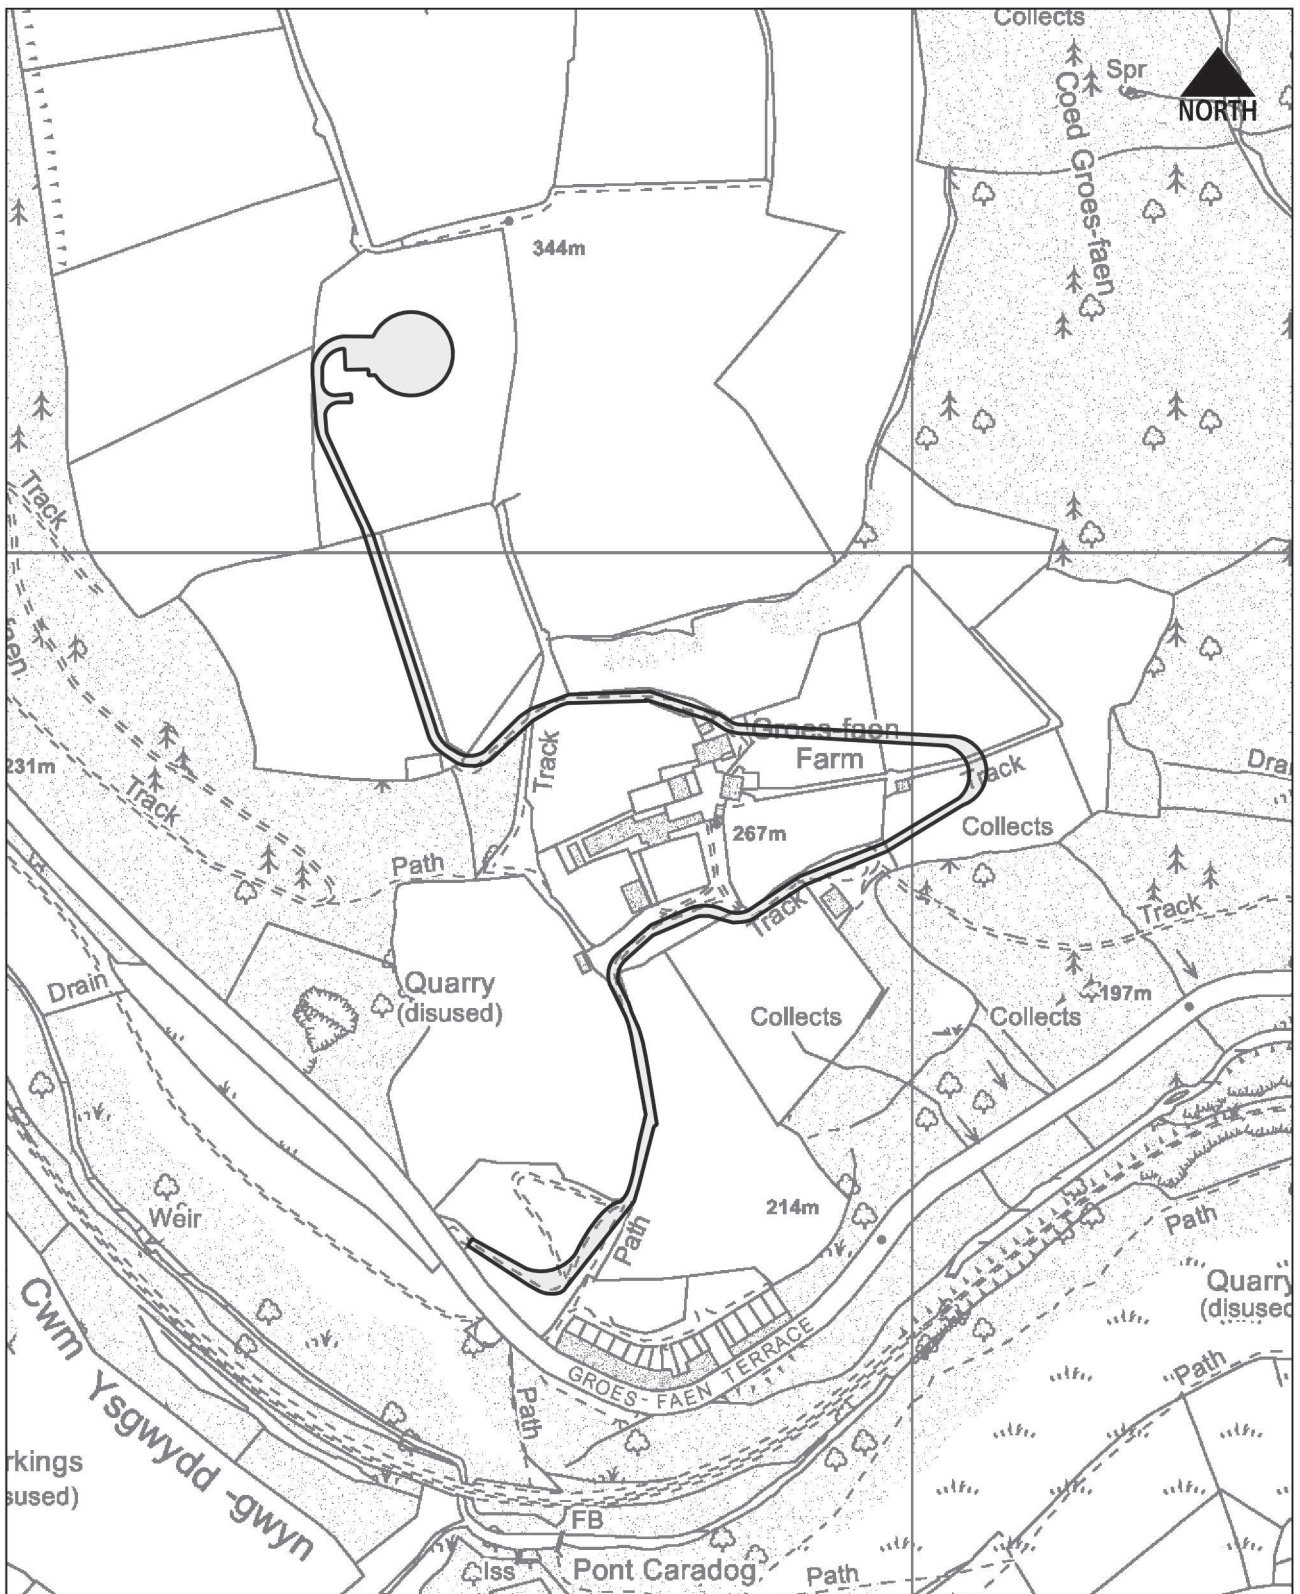 Collects
Spr
NORTH
Coed Groes-faen
344m
Track
faen
Groes-faen
Farm
Track
Track
231m
Track
267m
Collects
Path
Track
Track
Drain
Quarry
(disused)
Collects
Collects
197m
Weir
Path
214m
Path
Quarry
(disused
GROES-FAEN TERRACE
Path
Path
Cwm Ysgwydd -gwyn
rkings
sused)
FB
Iss
Pont Caradog
Path